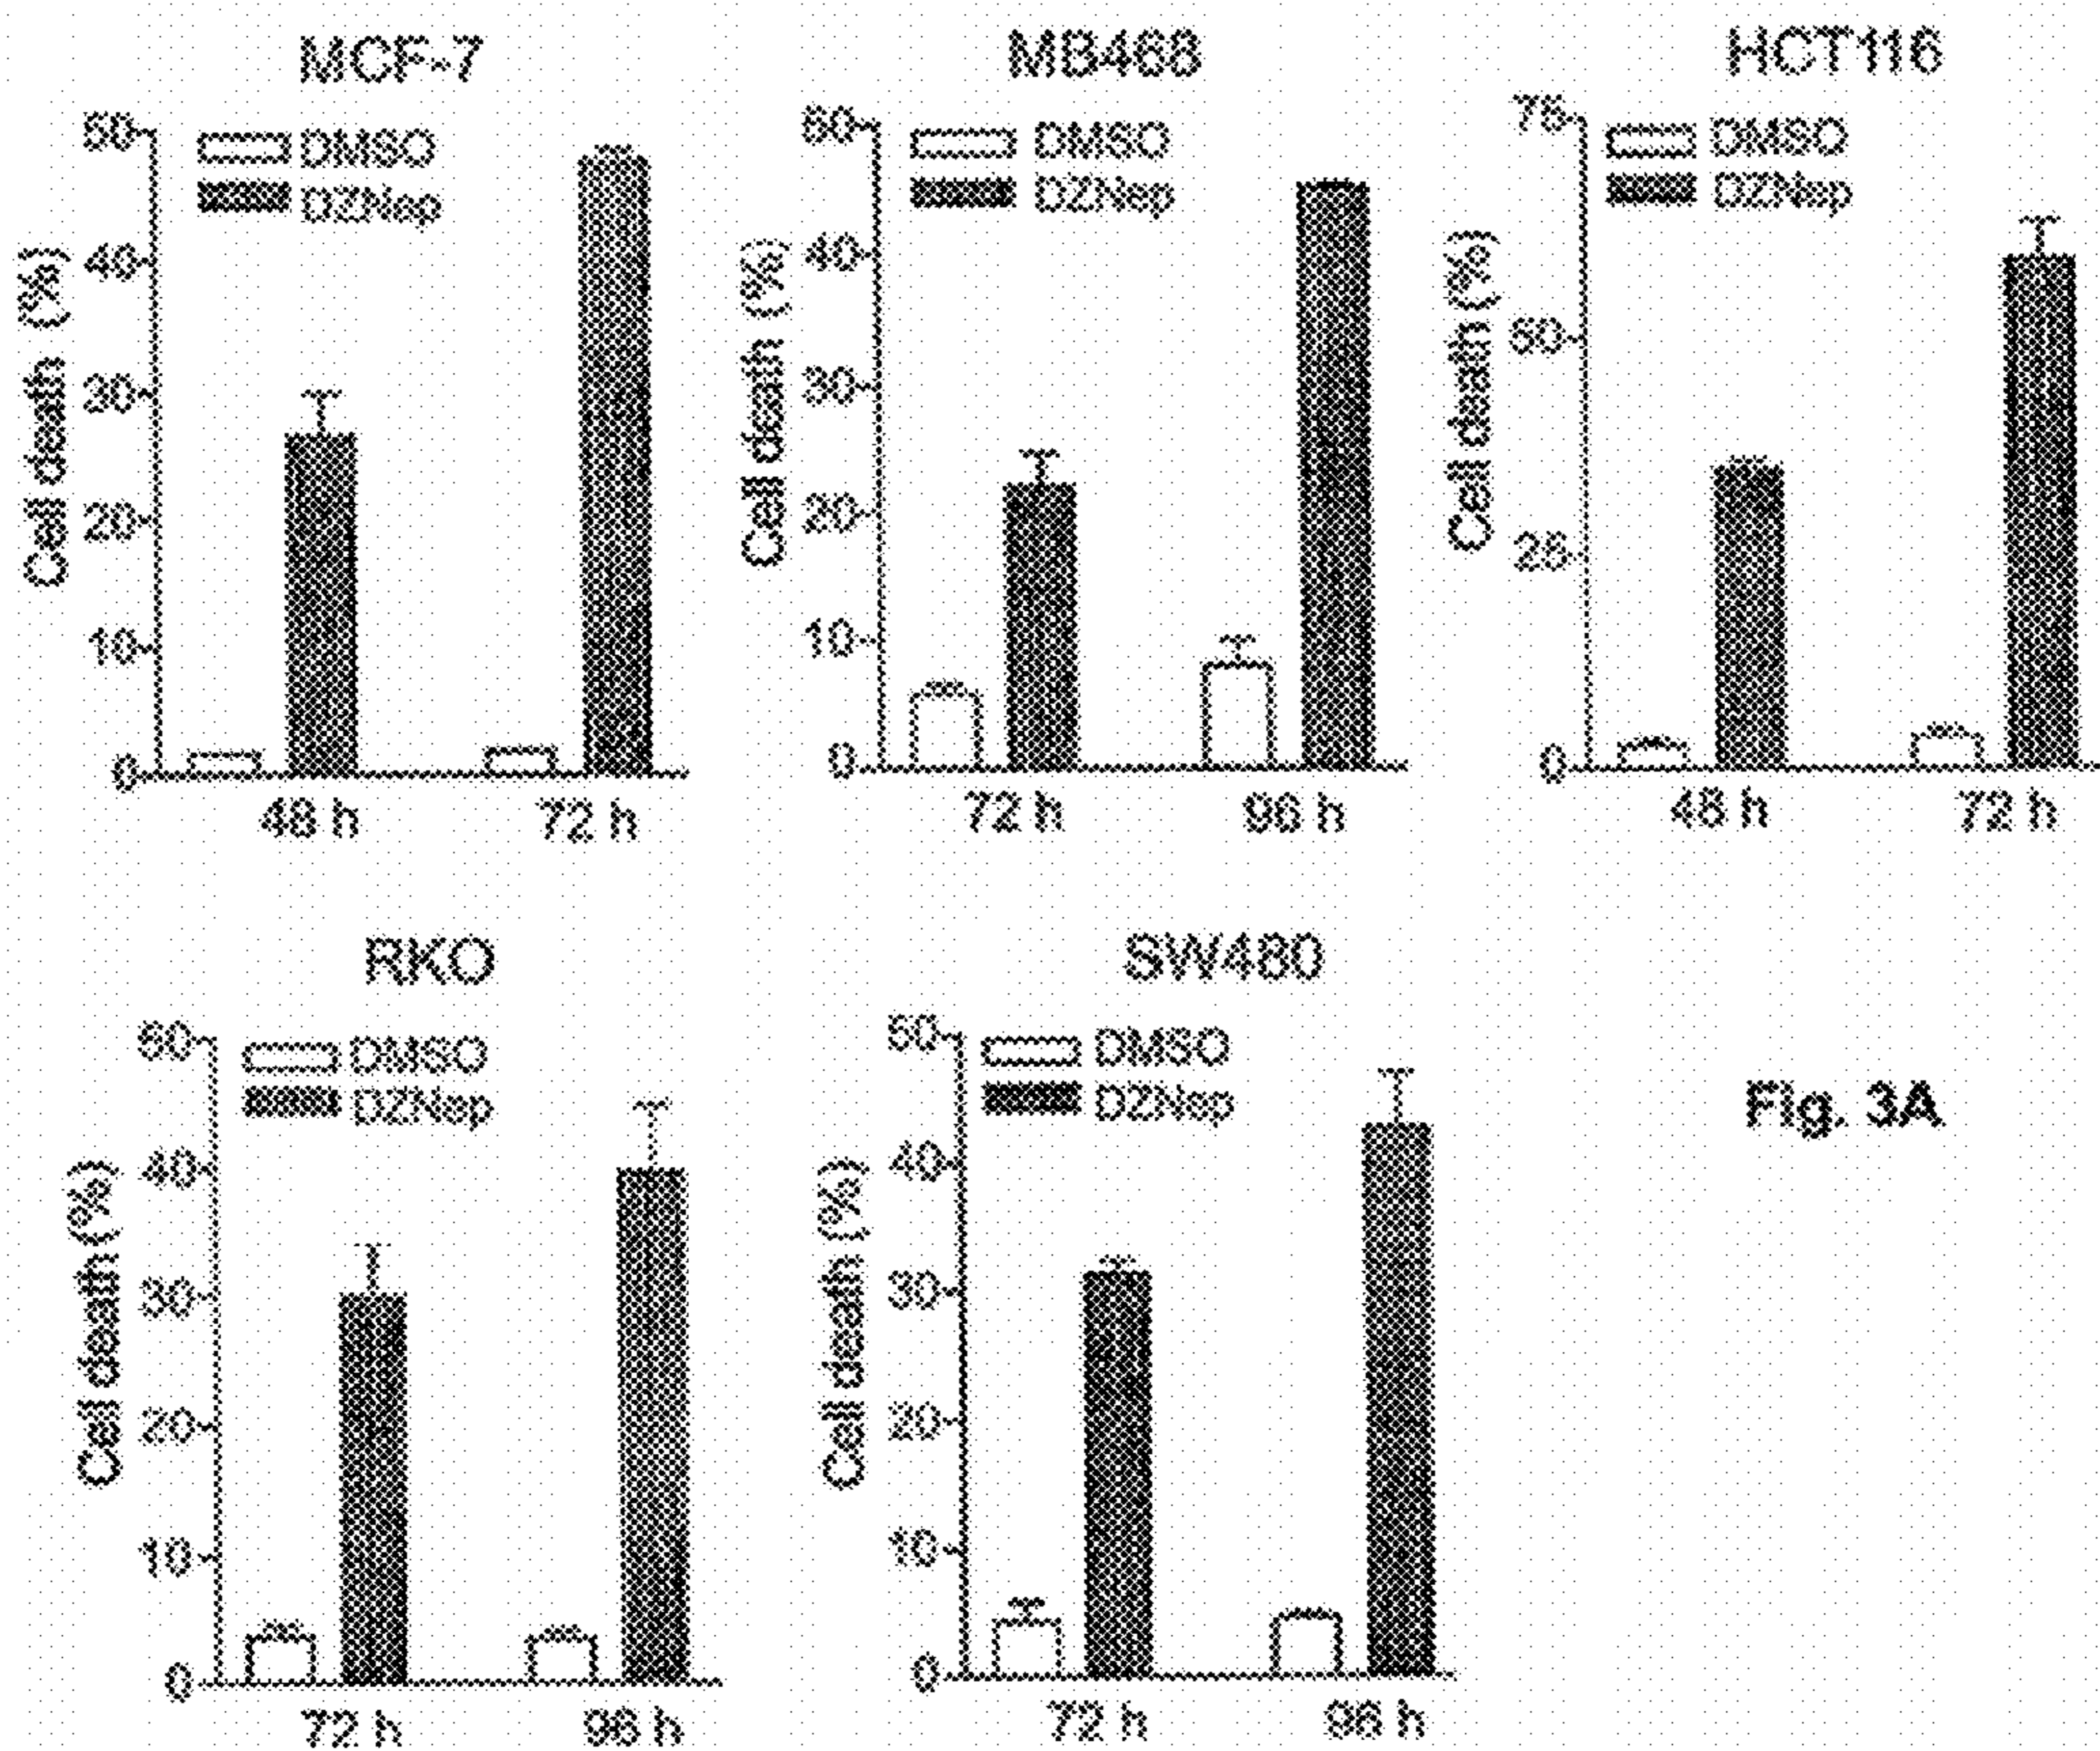 MCF-7
50
DMSO
DZNep
40
30
20
10
0
Cell death (%)
48 h
72 h
MB468
50
DMSO
DZNep
40
30
20
10
0
Cell death (%)
72 h
96 h
HCT116
75
DMSO
DZNep
50
25
0
Cell death (%)
48 h
72 h
RKO
50
DMSO
DZNep
40
30
20
10
0
Cell death (%)
72 h
96 h
SW480
50
DMSO
DZNep
40
30
20
10
0
Cell death (%)
72 h
96 h
Fig. 3A